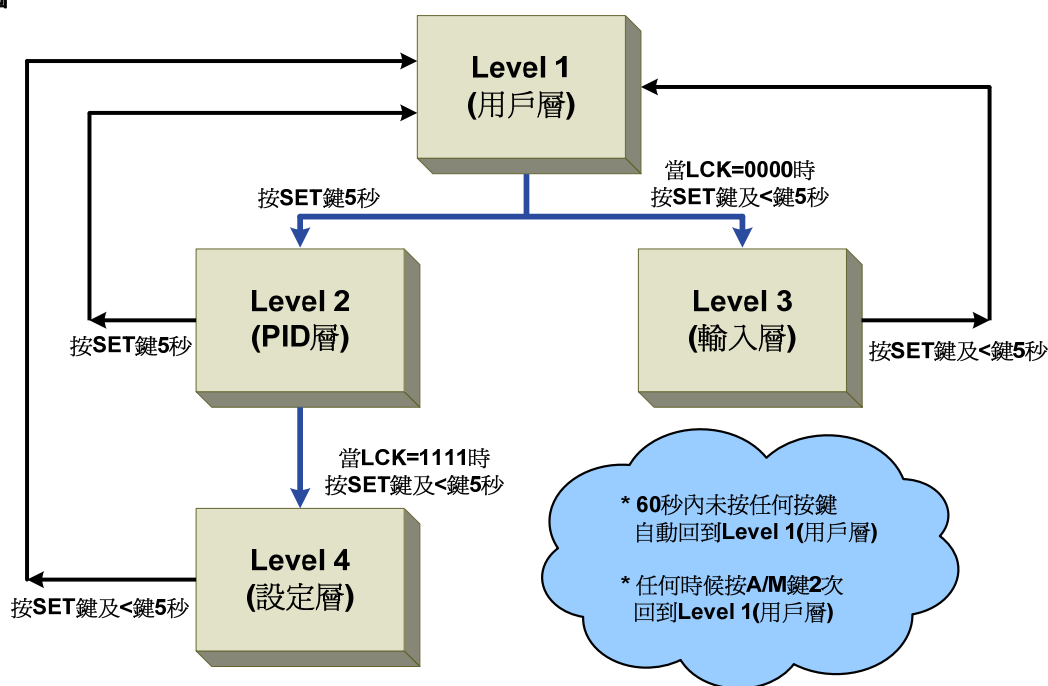 Level 1
(用戶層)
當LCK=0000時
按SET鍵5秒
按SET鍵及<鍵5秒
Level 2
(PID層)
Level 3
(輸入層)
按SET鍵5秒
按SET鍵及<鍵5秒
當LCK=1111時
按SET鍵及<鍵5秒
Level 4
(設定層)
按SET鍵及<鍵5秒
* 60秒內未按任何按鍵
自動回到Level 1(用戶層)
* 任何時候按A/M鍵2次
回到Level 1(用戶層)